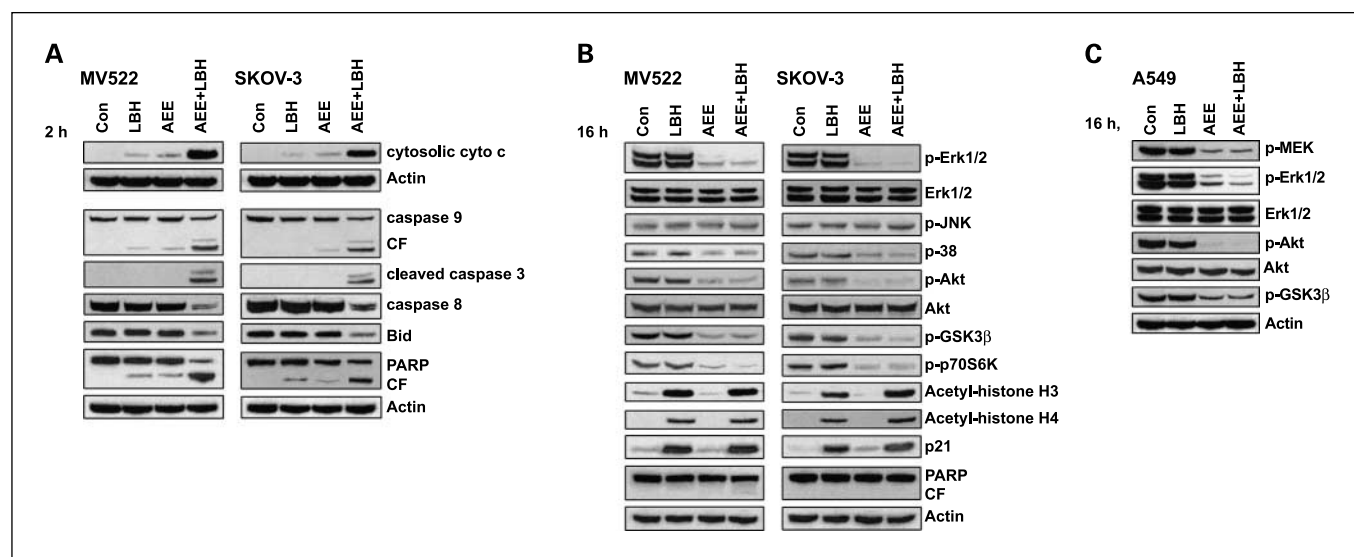 A
MV522
SKOV-3
2 h
Con
LBH
AEE
AEE+LBH
Con
LBH
AEE
AEE+LBH
cytosolic cyto c
Actin
caspase 9
CF
cleaved caspase 3
caspase 8
Bid
PARP
CF
Actin
B
MV522
SKOV-3
16 h
Con
LBH
AEE
AEE+LBH
Con
LBH
AEE
AEE+LBH
p-Erk1/2
Erk1/2
p-JNK
p-38
p-Akt
Akt
p-GSK3β
p-p70S6K
Acetyl-histone H3
Acetyl-histone H4
p21
PARP
CF
Actin
C
A549
16 h,
Con
LBH
AEE
AEE+LBH
p-MEK
p-Erk1/2
Erk1/2
p-Akt
Akt
p-GSK3β
Actin